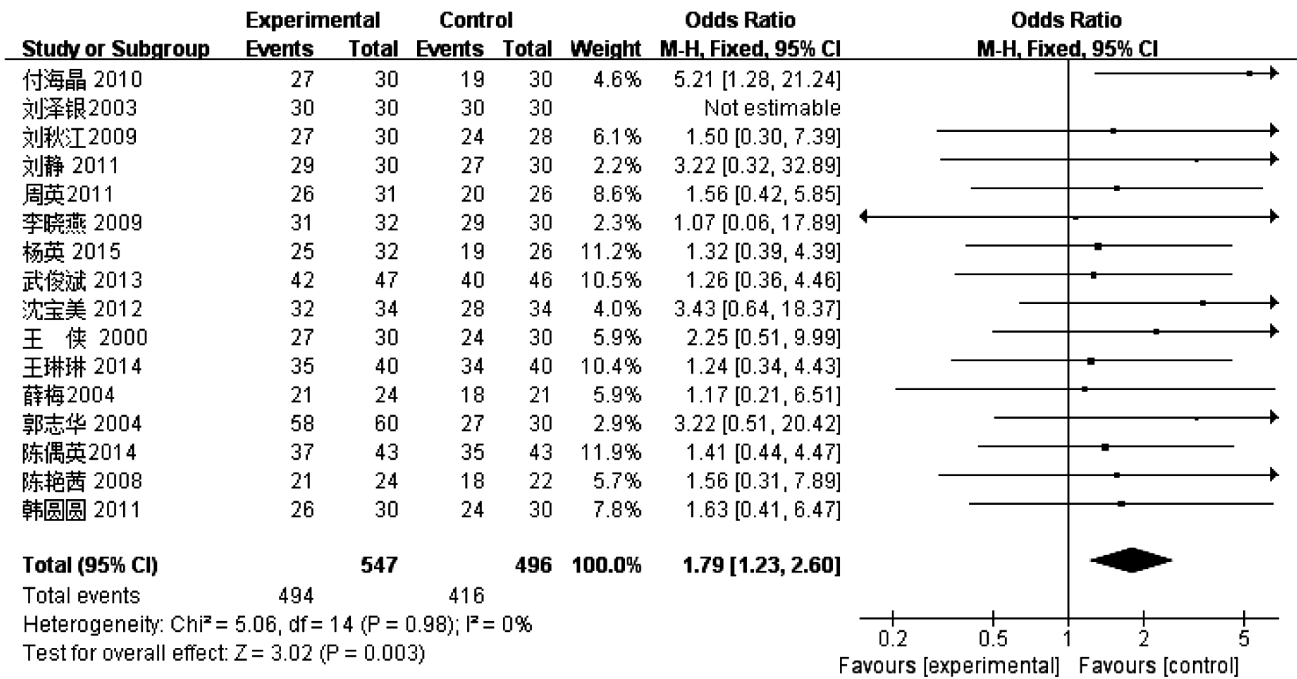 Experimental Control Odds Ratio Odds Ratio
Study or Subgroup Events Total Events Total Weight M-H, Fixed, 95% CI M-H, Fixed, 95% CI
付海晶 2010 27 30 19 30 4.6% 5.21 [1.28, 21.24]
刘泽银2003 30 30 30 30 Not estimable
刘秋江2009 27 30 24 28 6.1% 1.50 [0.30, 7.39]
刘静 2011 29 30 27 30 2.2% 3.22 [0.32, 32.89]
周英2011 26 31 20 26 8.6% 1.56 [0.42, 5.85]
李晓燕 2009 31 32 29 30 2.3% 1.07 [0.06, 17.89]
杨英 2015 25 32 19 26 11.2% 1.32 [0.39, 4.39]
武俊斌 2013 42 47 40 46 10.5% 1.26 [0.36, 4.46]
沈宝美 2012 32 34 28 34 4.0% 3.43 [0.64, 18.37]
王 侠 2000 27 30 24 30 5.9% 2.25 [0.51, 9.99]
王琳琳 2014 35 40 34 40 10.4% 1.24 [0.34, 4.43]
薛梅2004 21 24 18 21 5.9% 1.17 [0.21, 6.51]
郭志华 2004 58 60 27 30 2.9% 3.22 [0.51, 20.42]
陈偶英2014 37 43 35 43 11.9% 1.41 [0.44, 4.47]
陈艳茜 2008 21 24 18 22 5.7% 1.56 [0.31, 7.89]
韩圆圆 2011 26 30 24 30 7.8% 1.63 [0.41, 6.47]
Total (95% CI) 547 496 100.0% 1.79 [1.23, 2.60]
Total events 494 416
Heterogeneity: Chi² = 5.06, df = 14 (P = 0.98); I² = 0%
Test for overall effect: Z = 3.02 (P = 0.003)
0.2 0.5 1 2 5
Favours [experimental] Favours [control]